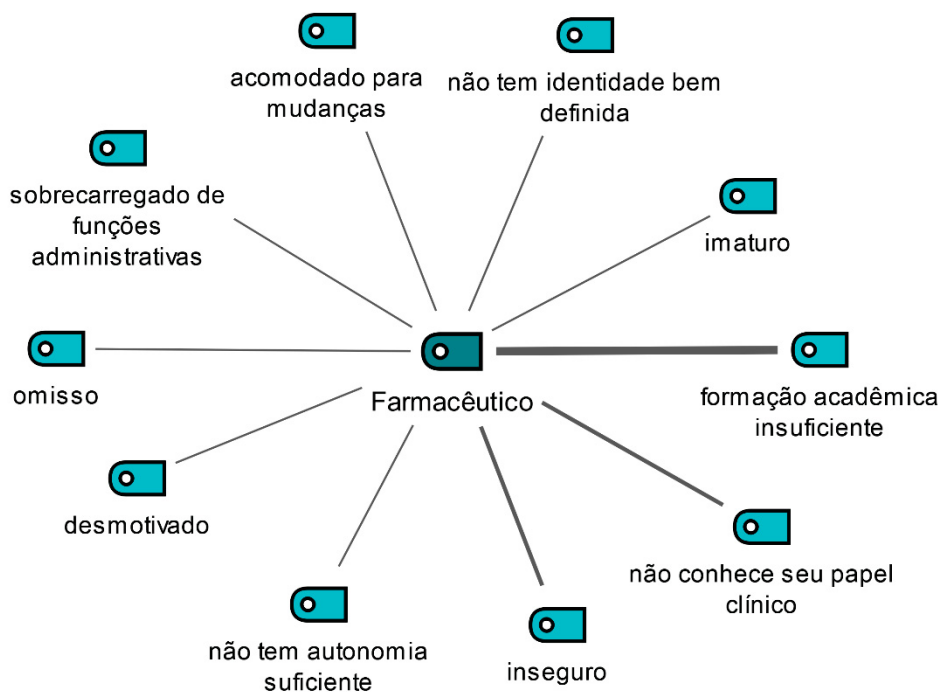 acomodado para
mudanças
não tem identidade bem
definida
sobrecarregado de
funções
administrativas
imaturo
omisso
Farmacêutico
formação acadêmica
insuficiente
desmotivado
não conhece seu papel
clínico
não tem autonomia
suficiente
inseguro